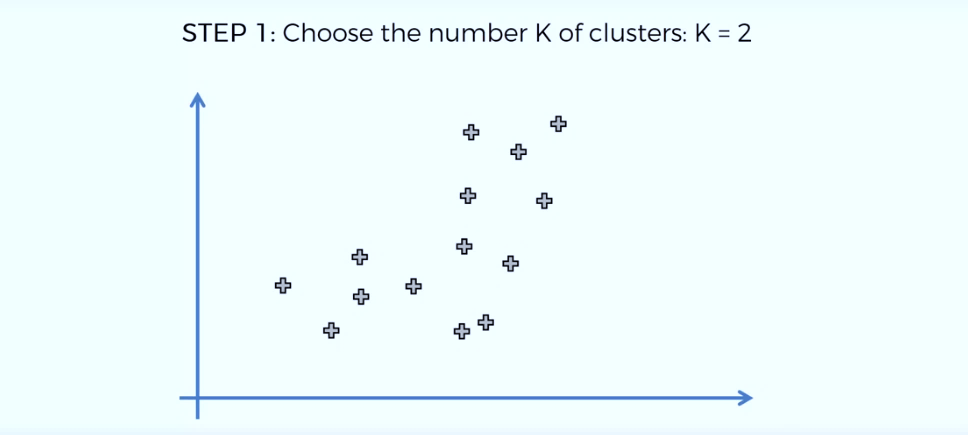 STEP 1: Choose the number K of clusters: K = 2